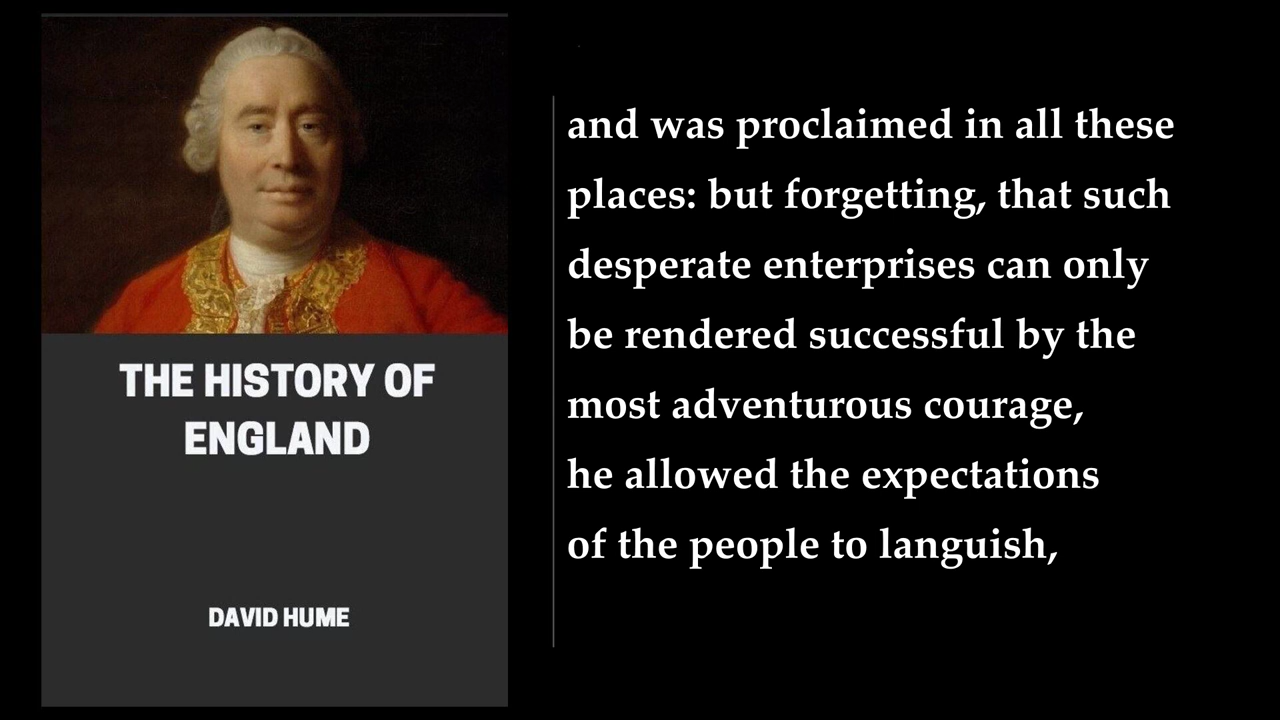 THE HISTORY OF
ENGLAND
DAVID HUME
and was proclaimed in all these
places: but forgetting, that such
desperate enterprises can only
be rendered successful by the
most adventurous courage,
he allowed the expectations
of the people to languish,